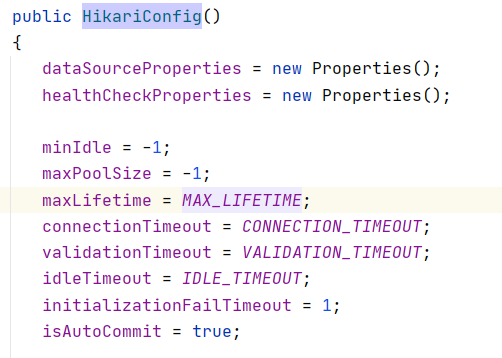 public HikariConfig()
{
dataSourceProperties = new Properties();
healthCheckProperties = new Properties();
minIdle = -1;
maxPoolSize = -1;
maxLifetime = MAX_LIFETIME;
connectionTimeout = CONNECTION_TIMEOUT;
validationTimeout = VALIDATION_TIMEOUT;
idleTimeout = IDLE_TIMEOUT;
initializationFailTimeout = 1;
isAutoCommit = true;